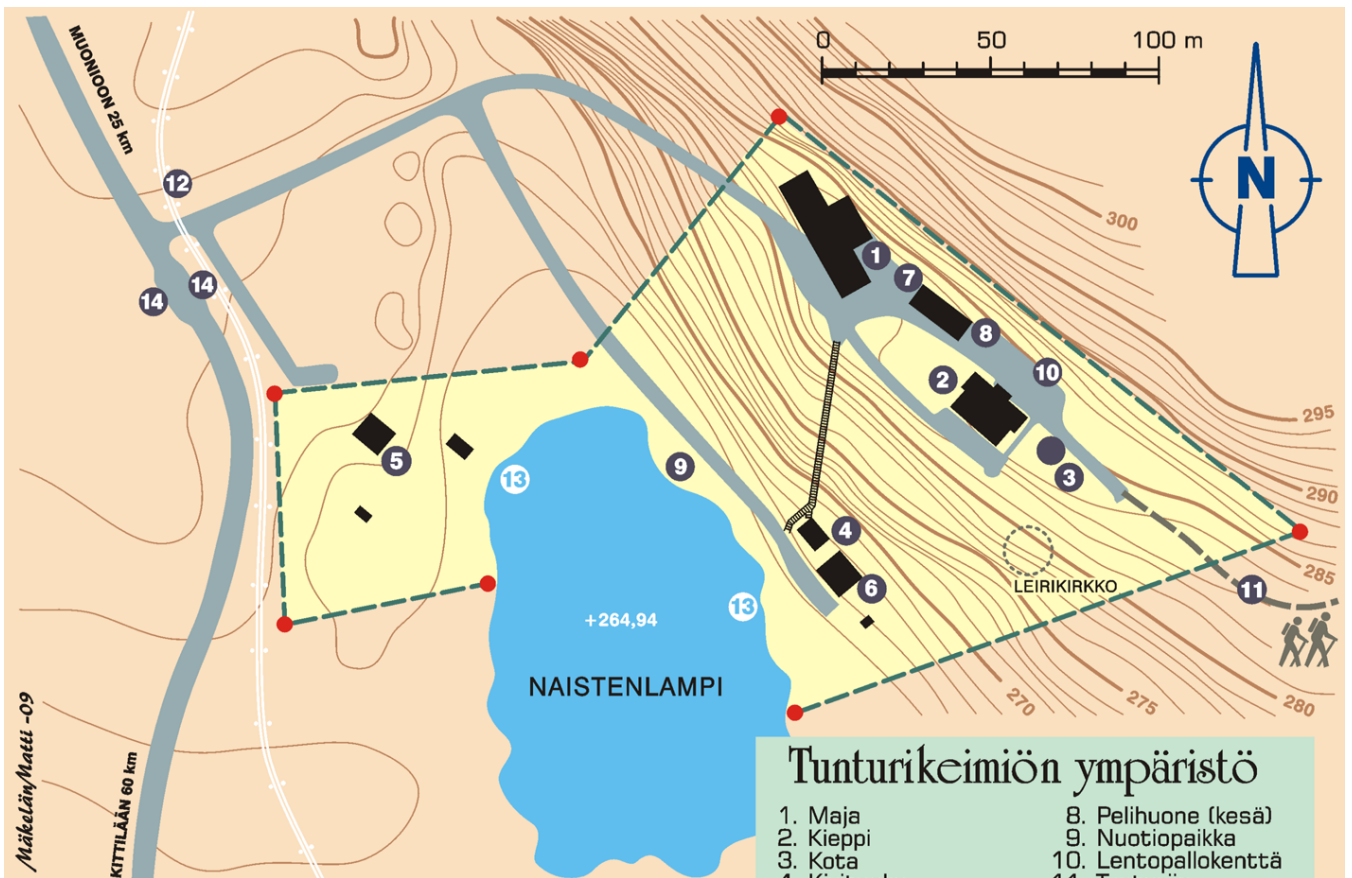 0 50 100 m
MUONIOON 25 km
N
12
300
1
14
7
14
8
2
10
295
5
9
3
13
290
4
285
LEIRIKIRKKO
6
11
13
+264,94
NAISTENLAMPI
270
275
280
MäkelänMatti -09
KITTILÄÄN 60 km
Tunturikeimiön ympäristö
1. Maja
2. Kieppi
3. Kota
8. Pelihuone (kesä)
9. Nuotiopaikka
10. Lentopallokenttä